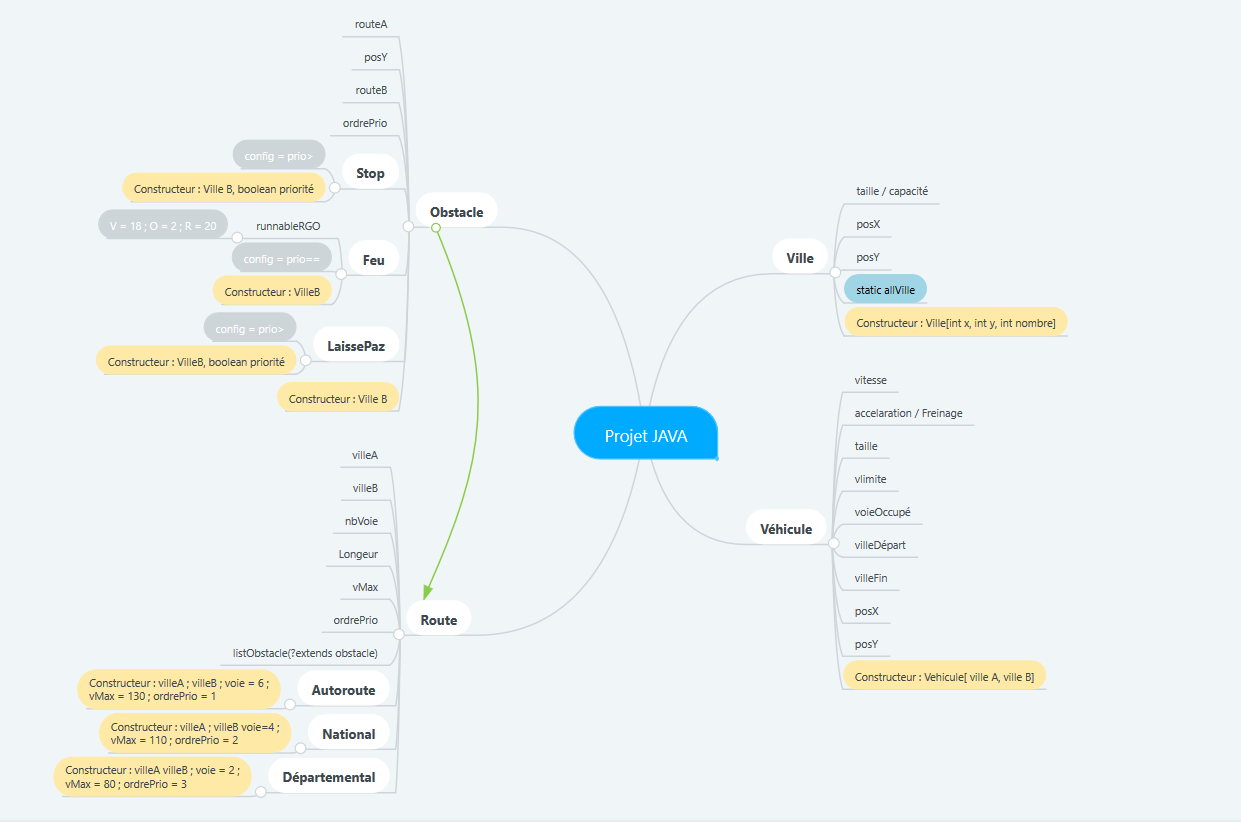 routeA
posY
routeB
ordrePrio
config = prio>
Constructeur : Ville B, boolean priorité
Stop
V = 18 ; O = 2 ; R = 20
runnableRGO
config = prio==
Constructeur : VilleB
Feu
config = prio>
Constructeur : VilleB, boolean priorité
LaissePaz
Constructeur : Ville B
Obstacle
villeA
villeB
nbVoie
Longeur
vMax
ordrePrio
listObstacle(?extends obstacle)
Constructeur : villeA ; villeB ; voie = 6 ;
vMax = 130 ; ordrePrio = 1
Autoroute
Constructeur : villeA ; villeB voie=4 ;
vMax = 110 ; ordrePrio = 2
National
Constructeur : villeA villeB ; voie = 2 ;
vMax = 80 ; ordrePrio = 3
Départemental
Route
Projet JAVA
Ville
taille / capacité
posX
posY
static allVille
Constructeur : Ville[int x, int y, int nombre]
Véhicule
vitesse
accelaration / Freinage
taille
vlimite
voieOccupé
villeDépart
villeFin
posX
posY
Constructeur : Vehicule[ ville A, ville B]